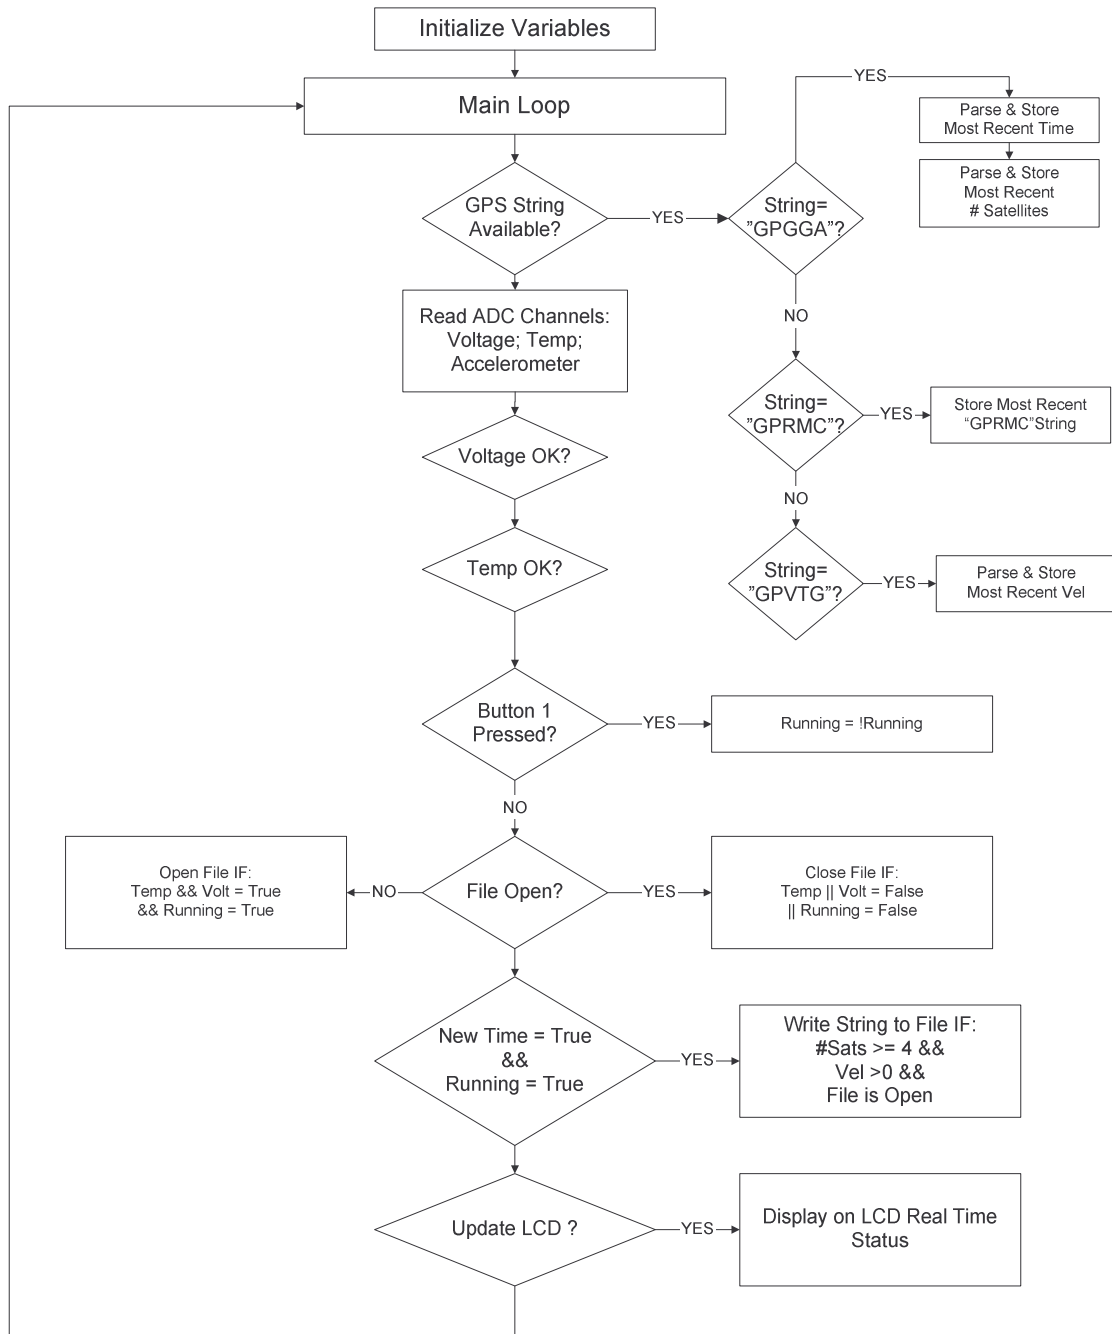 Initialize Variables
Main Loop
YES
Parse & Store
Most Recent Time
Parse & Store
Most Recent
# Satellites
GPS String
Available?
YES
String=
”GPGGA”?
NO
Read ADC Channels:
Voltage; Temp;
Accelerometer
String=
”GPRMC”?
YES
Store Most Recent
“GPRMC”String
Voltage OK?
NO
Temp OK?
String=
”GPVTG”?
YES
Parse & Store
Most Recent Vel
Button 1
Pressed?
YES
Running = !Running
NO
Open File IF:
Temp && Volt = True
&& Running = True
NO
File Open?
YES
Close File IF:
Temp || Volt = False
|| Running = False
New Time = True
&&
Running = True
YES
Write String to File IF:
#Sats >= 4 &&
Vel >0 &&
File is Open
Update LCD ?
YES
Display on LCD Real Time
Status